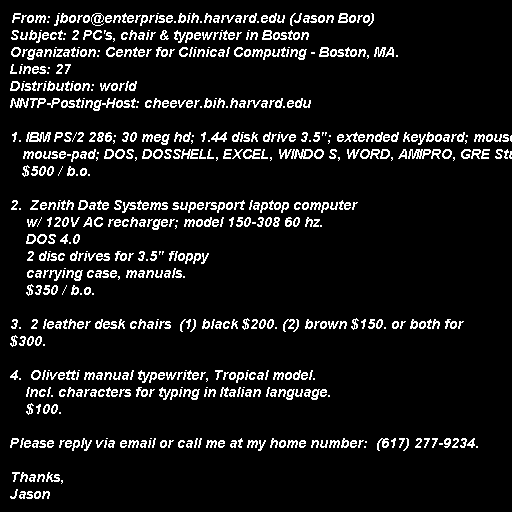 From: jboro@enterprise.bih.harvard.edu (Jason Boro)
Subject: 2 PC's, chair & typewriter in Boston
Organization: Center for Clinical Computing - Boston, MA.
Lines: 27
Distribution: world
NNTP-Posting-Host: cheever.bih.harvard.edu
1. IBM PS/2 286; 30 meg hd; 1.44 disk drive 3.5"; extended keyboard; mouse
mouse-pad; DOS, DOSSHELL, EXCEL, WINDO S, WORD, AMIPRO, GRE
$500 / b.o.
2. Zenith Date Systems supersport laptop computer
w/ 120V AC recharger; model 150-308 60 hz.
DOS 4.0
2 disc drives for 3.5" floppy
carrying case, manuals.
$350 / b.o.
3. 2 leather desk chairs (1) black $200. (2) brown $150. or both for
$300.
4. Olivetti manual typewriter, Tropical model.
Incl. characters for typing in Italian language.
$100.
Please reply via email or call me at my home number: (617) 277-9234.
Thanks,
Jason